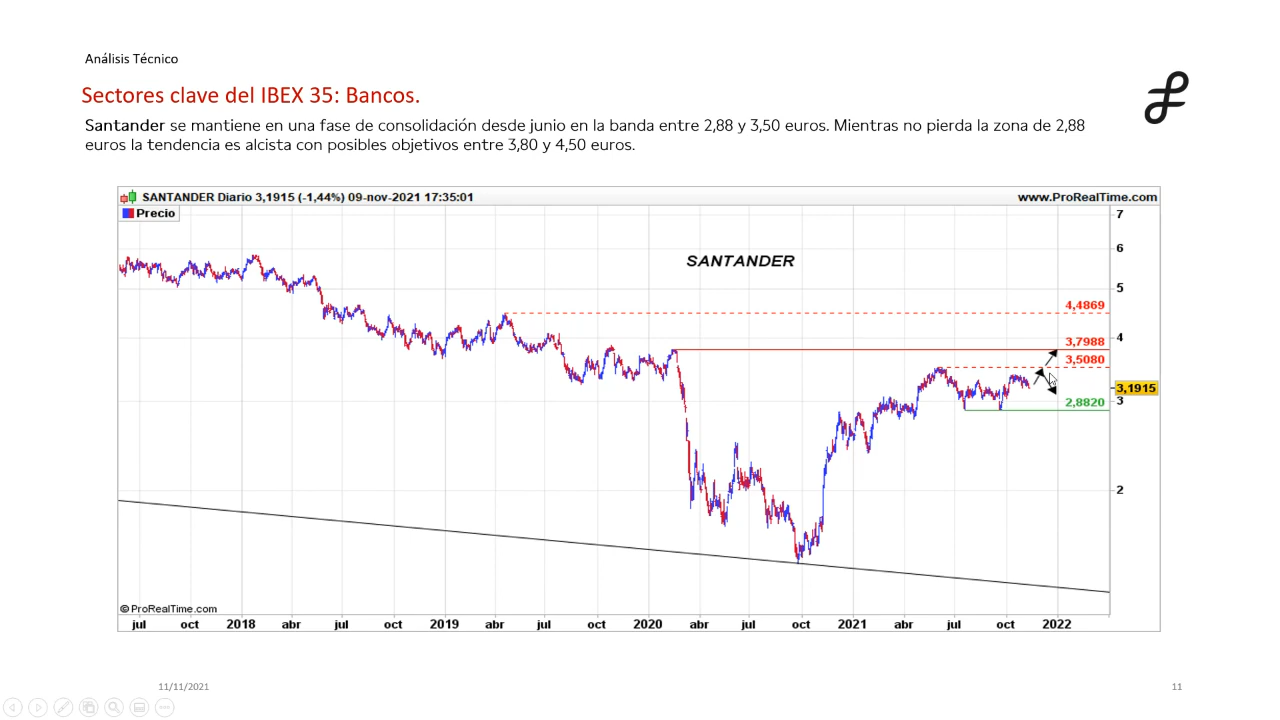 Análisis Técnico
Sectores clave del IBEX 35: Bancos.
Santander se mantiene en una fase de consolidación desde junio en la banda entre 2,88 y 3,50 euros. Mientras no pierda la zona de 2,88
euros la tendencia es alcista con posibles objetivos entre 3,80 y 4,50 euros.
SANTANDER Diario 3,1915 (-1,44%) 09-nov-2021 17:35:01 www.ProRealTime.com
Precio
7
SANTANDER
6
5
4,4869
4
3,7988
3,5080
3,1915
3
2,8820
2
© ProRealTime.com
jul oct 2018 abr jul oct 2019 abr jul oct 2020 abr jul oct 2021 abr jul oct 2022
11/11/2021 11